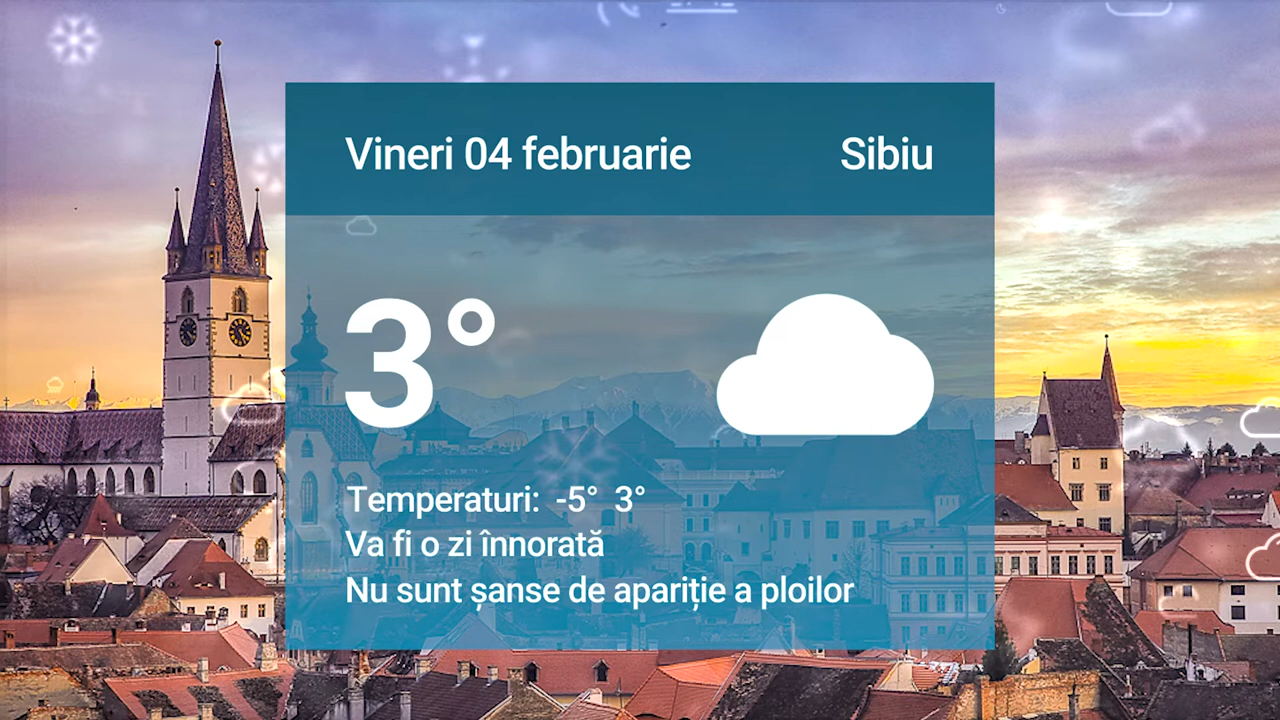 Vineri 04 februarie Sibiu
3°
Temperaturi: -5° 3°
Va fi o zi înnorată
Nu sunt șanse de apariție a ploilor